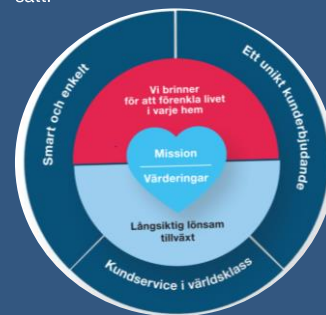 sätt.
Smart och enkelt
Ett unikt kunderbjudande
Vi brinner
för att förenkla livet
i varje hem
Mission
Värderingar
Långsiktig lönsam
tillväxt
Kundservice i världsklass